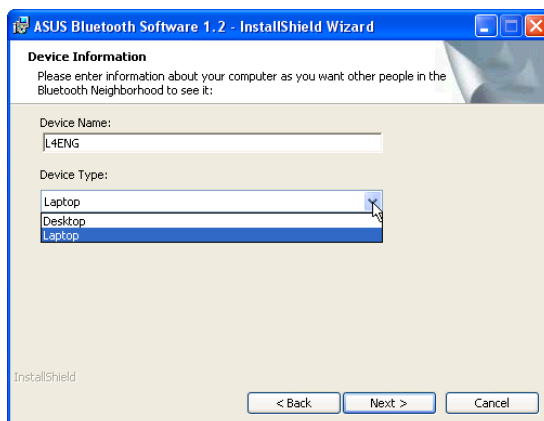 ASUS Bluetooth Software 1.2 - InstallShield Wizard
Device Information
Please enter information about your computer as you want other people in the
Bluetooth Neighborhood to see it:
Device Name:
L4ENG
Device Type:
Laptop
Desktop
Laptop
InstallShield
< Back Next > Cancel